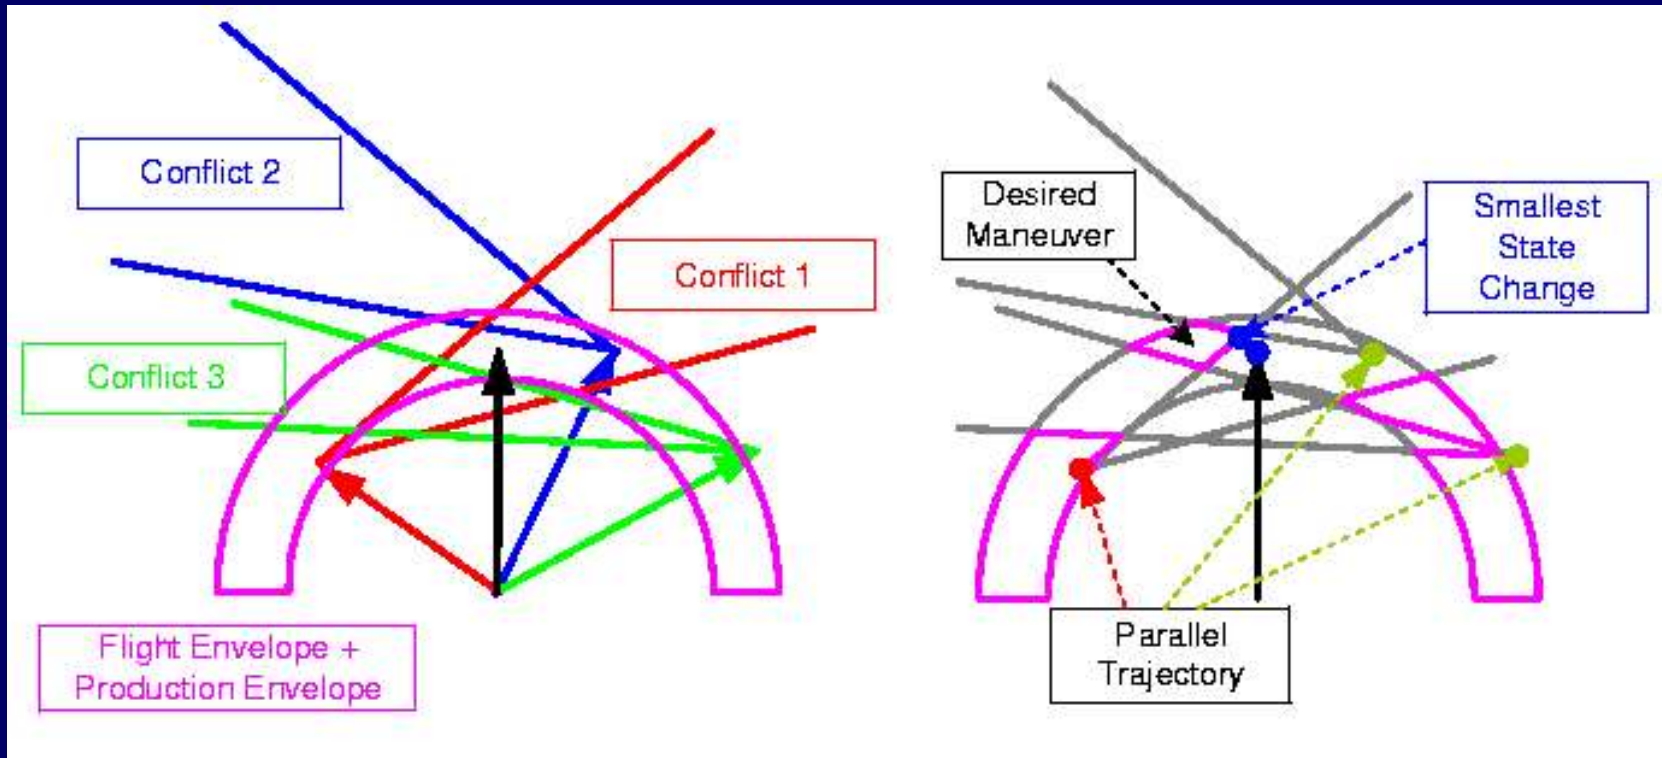 Conflict 2
Conflict 1
Conflict 3
Flight Envelope +
Production Envelope
Desired
Maneuver
Smallest
State
Change
Parallel
Trajectory